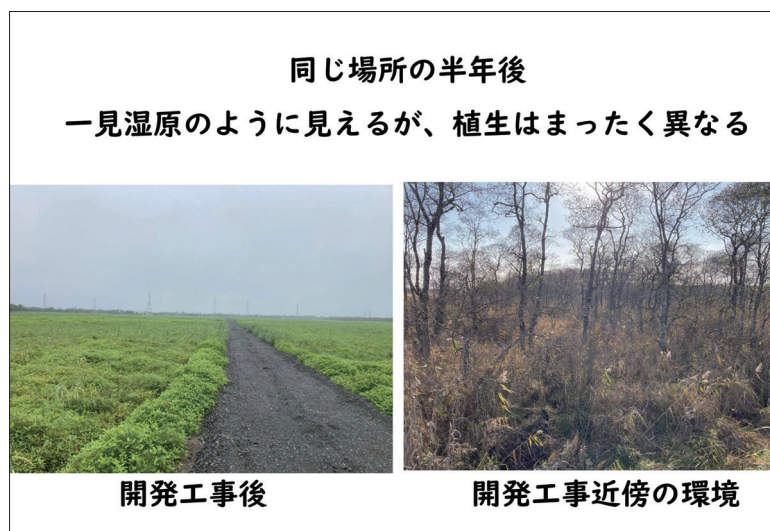 同じ場所の半年後
一見湿原のように見えるが、植生はまったく異なる
開発工事後
開発工事近傍の環境